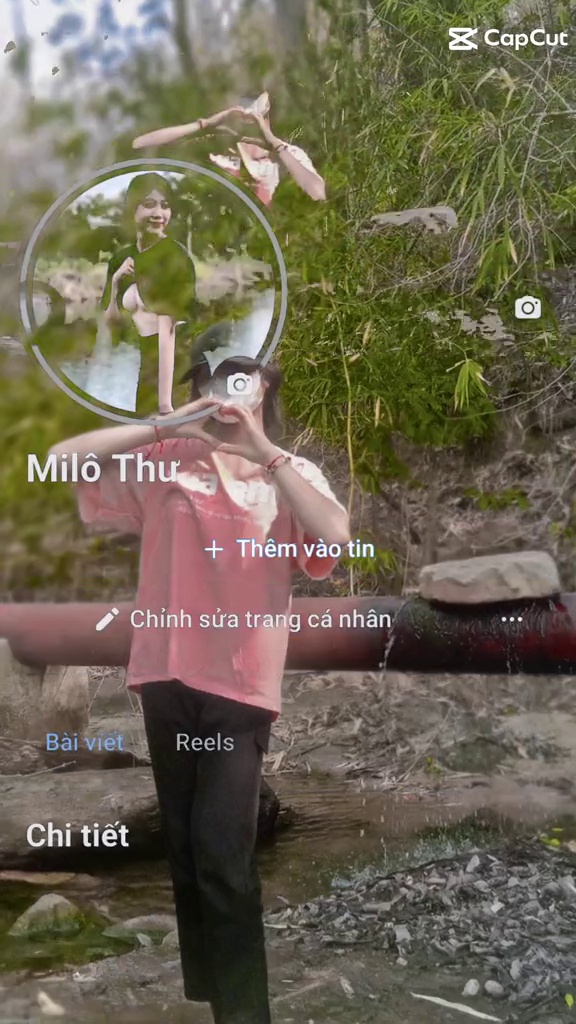 CapCut
Milô Thư
+ Thêm vào tin
Chỉnh sửa trang cá nhân
...
Bài viết
Reels
Chi tiết